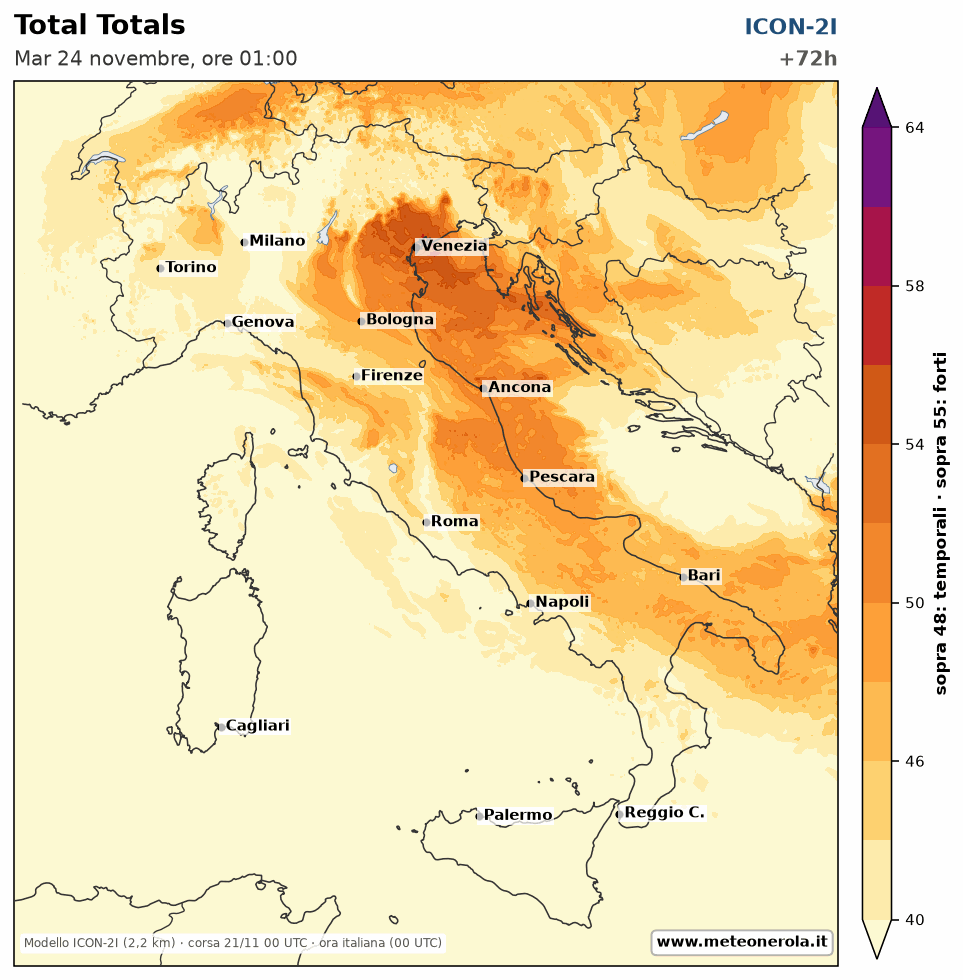 Total Totals
ICON-2I
Mar 24 novembre, ore 01:00
+72h
64
58
54
50
46
40
sopra 48: temporali · sopra 55: forti
Milano
Venezia
Torino
Genova
Bologna
Firenze
Ancona
Pescara
Roma
Bari
Napoli
Cagliari
Palermo
Reggio C.
Modello ICON-2I (2,2 km) · corsa 21/11 00 UTC · ora italiana (00 UTC)
www.meteonerola.it